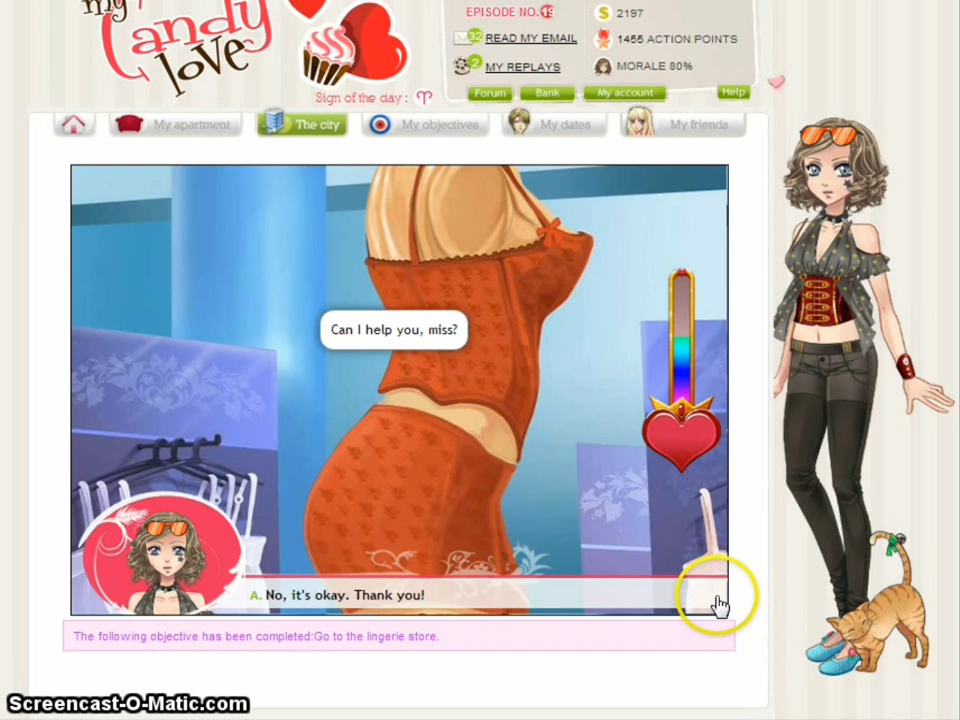 my
Candy
love
EPISODE NO. 19
2197
32
READ MY EMAIL
1455 ACTION POINTS
2
MY REPLAYS
MORALE 80%
Sign of the day :
Forum
Bank
My account
Help
My apartment
The city
My objectives
My dates
My friends
Can I help you, miss?
A. No, it's okay. Thank you!
The following objective has been completed:Go to the lingerie store.
Screencast-O-Matic.com